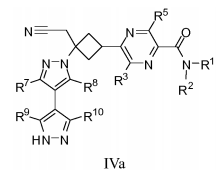 R⁵
N≡ O
N N R¹
N R² R³
R⁷ N–N R⁸
R⁹ R¹⁰
HN–N
IVa